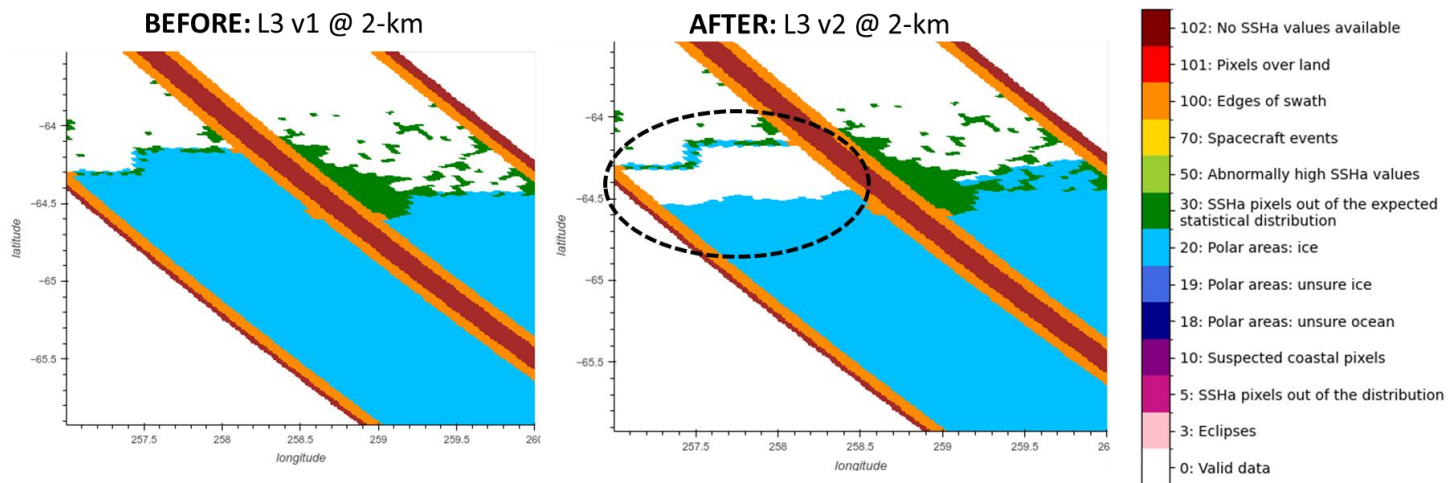 BEFORE: L3 v1 @ 2-km
AFTER: L3 v2 @ 2-km
−64
−64.5
−65
−65.5
latitude
257.5
258
258.5
259
259.5
260
longitude
−64
−64.5
−65
−65.5
latitude
257.5
258
258.5
259
259.5
26
longitude
102: No SSHa values available
101: Pixels over land
100: Edges of swath
70: Spacecraft events
50: Abnormally high SSHa values
30: SSHa pixels out of the expected
statistical distribution
20: Polar areas: ice
19: Polar areas: unsure ice
18: Polar areas: unsure ocean
10: Suspected coastal pixels
5: SSHa pixels out of the distribution
3: Eclipses
0: Valid data